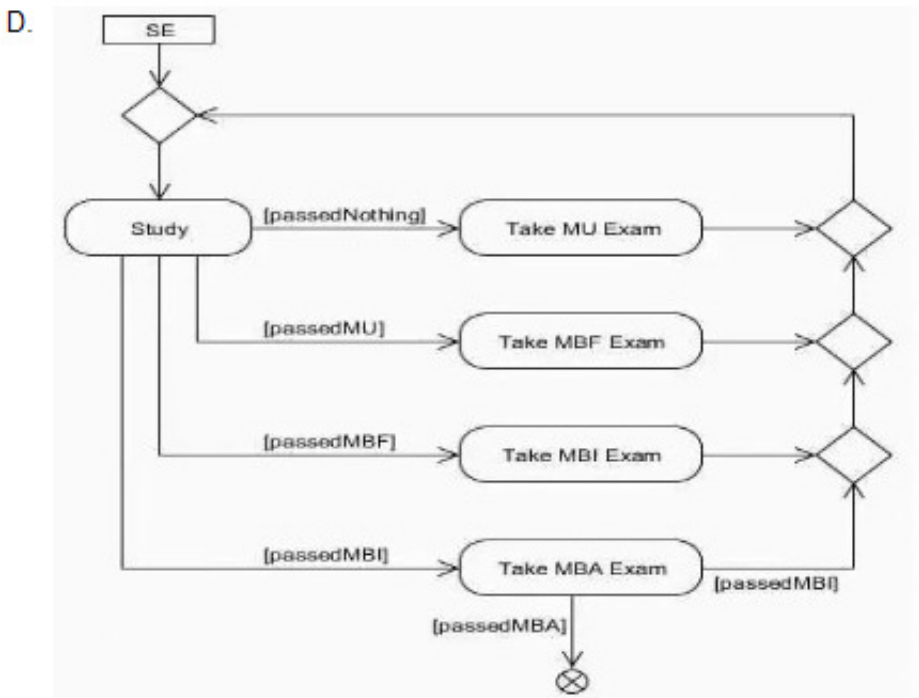 D.
SE
Study
[passedNothing]
Take MU Exam
[passedMU]
Take MBF Exam
[passedMBF]
Take MBI Exam
[passedMBI]
Take MBA Exam
[passedMBI]
[passedMBA]